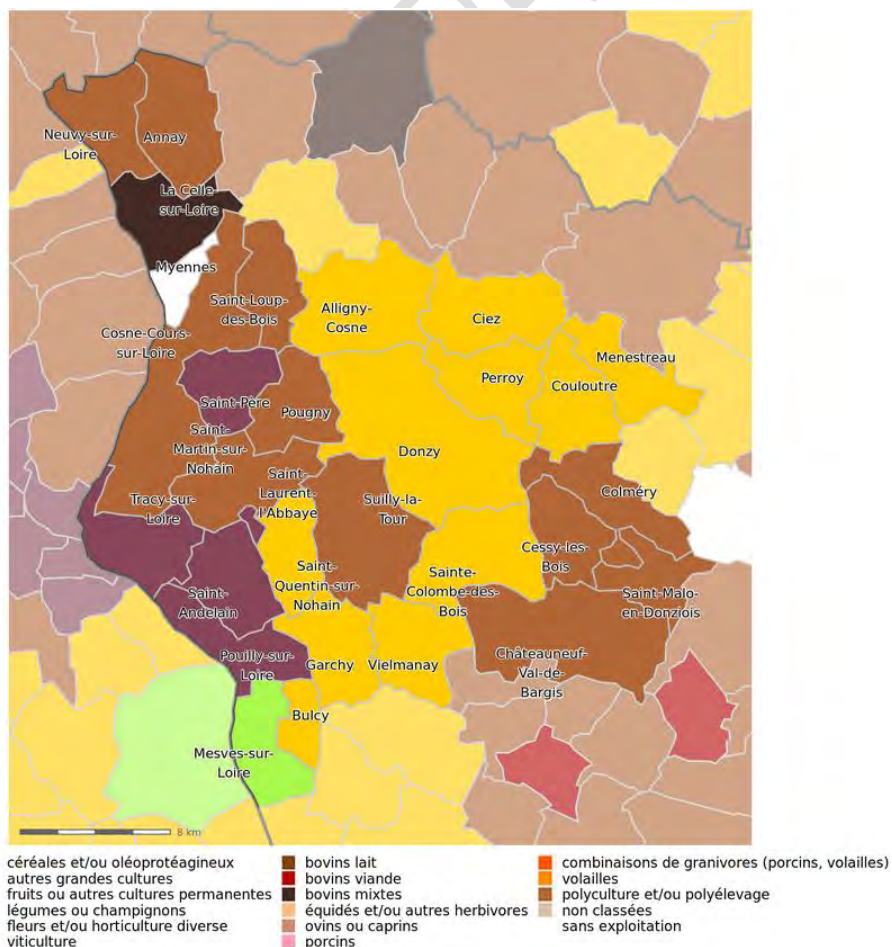 Neuvy-sur-
Loire
Annay
La Celle-
sur-Loire
Myennes
Saint-Loup-
des-Bois
Alligny-
Cosne
Ciez
Cosne-Cours-
sur-Loire
Menestreau
Perroy
Couloutre
Saint-Père
Pougny
Saint-
Martin-sur-
Nohain
Donzy
Saint-
Laurent-
l'Abbaye
Tracy-sur-
Loire
Suilly-la-
Tour
Colméry
Cessy-les-
Bois
Saint-
Quentin-sur-
Nohain
Sainte-
Colombe-des-
Bois
Saint-
Andelain
Saint-Malo-
en-Donziois
Pouilly-sur-
Loire
Garchy
Vielmanay
Châteauneuf-
Val-de-
Bargis
Bulcy
Mesves-sur-
Loire
8 km
céréales et/ou oléoprotéagineux
autres grandes cultures
fruits ou autres cultures permanentes
légumes ou champignons
fleurs et/ou horticulture diverse
viticulture
bovins lait
bovins viande
bovins mixtes
équidés et/ou autres herbivores
ovins ou caprins
porcins
combinaisons de granivores (porcins, volailles)
volailles
polyculture et/ou polyélevage
non classées
sans exploitation